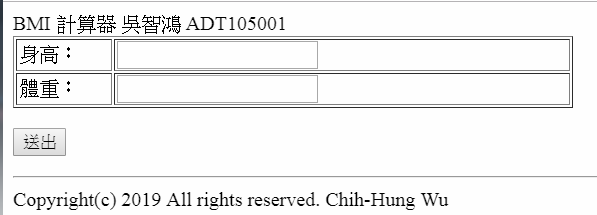 BMI 計算器 吳智鴻 ADT105001
身高：
體重：
送出
Copyright(c) 2019 All rights reserved. Chih-Hung Wu